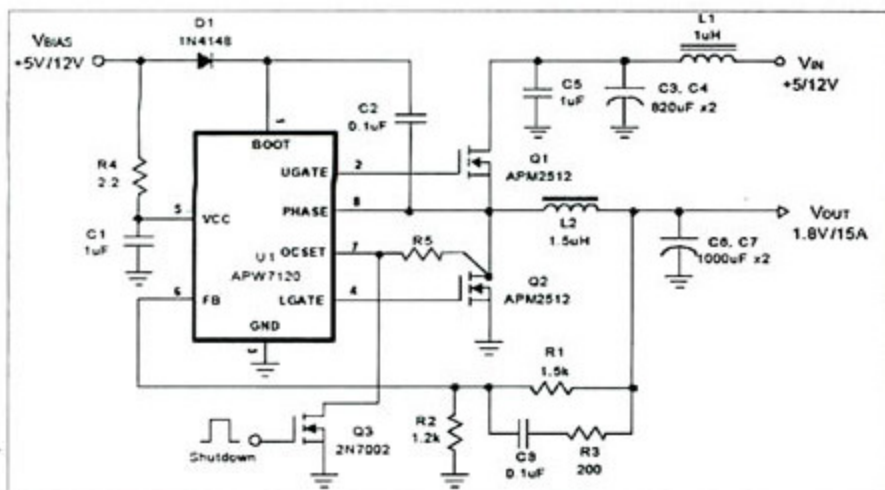 D1
1N4148
VBIAS
+5V/12V
L1
1uH
VIN
+5/12V
C5
1uF
C3, C4
820uF x2
C2
0.1uF
1
BOOT
R4
2.2
UGATE
2
Q1
APM2512
5
VCC
PHASE
8
L2
1.5uH
VOUT
1.8V/15A
C1
1uF
U1
APW7120
OCSET
7
R5
C6, C7
1000uF x2
6
FB
LGATE
4
Q2
APM2512
GND
3
R1
1.5k
Q3
2N7002
Shutdown
R2
1.2k
C9
0.1uF
R3
200